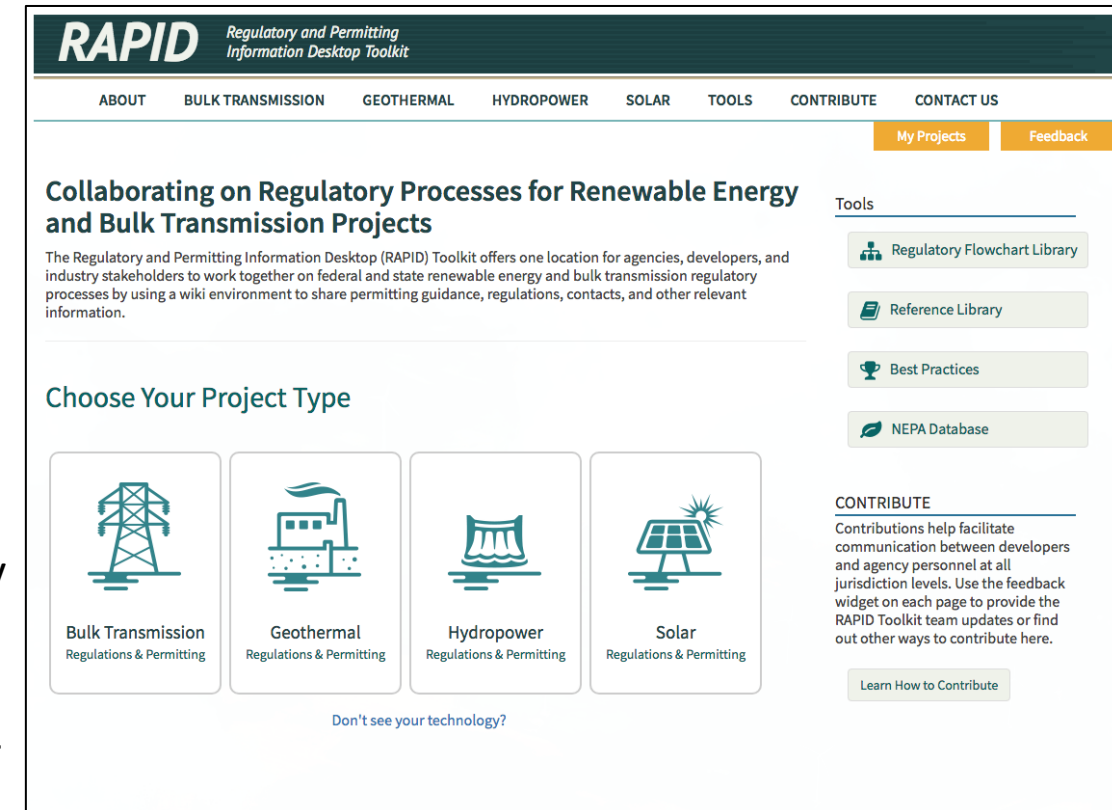 RAPID
Regulatory and Permitting
Information Desktop Toolkit
ABOUT BULK TRANSMISSION GEOTHERMAL HYDROPOWER SOLAR TOOLS CONTRIBUTE CONTACT US
My Projects Feedback
Collaborating on Regulatory Processes for Renewable Energy
and Bulk Transmission Projects
The Regulatory and Permitting Information Desktop (RAPID) Toolkit offers one location for agencies, developers, and
industry stakeholders to work together on federal and state renewable energy and bulk transmission regulatory
processes by using a wiki environment to share permitting guidance, regulations, contacts, and other relevant
information.
Choose Your Project Type
Bulk Transmission
Regulations & Permitting
Geothermal
Regulations & Permitting
Hydropower
Regulations & Permitting
Solar
Regulations & Permitting
Don't see your technology?
Tools
Regulatory Flowchart Library
Reference Library
Best Practices
NEPA Database
CONTRIBUTE
Contributions help facilitate
communication between developers
and agency personnel at all
jurisdiction levels. Use the feedback
widget on each page to provide the
RAPID Toolkit team updates or find
out other ways to contribute here.
Learn How to Contribute